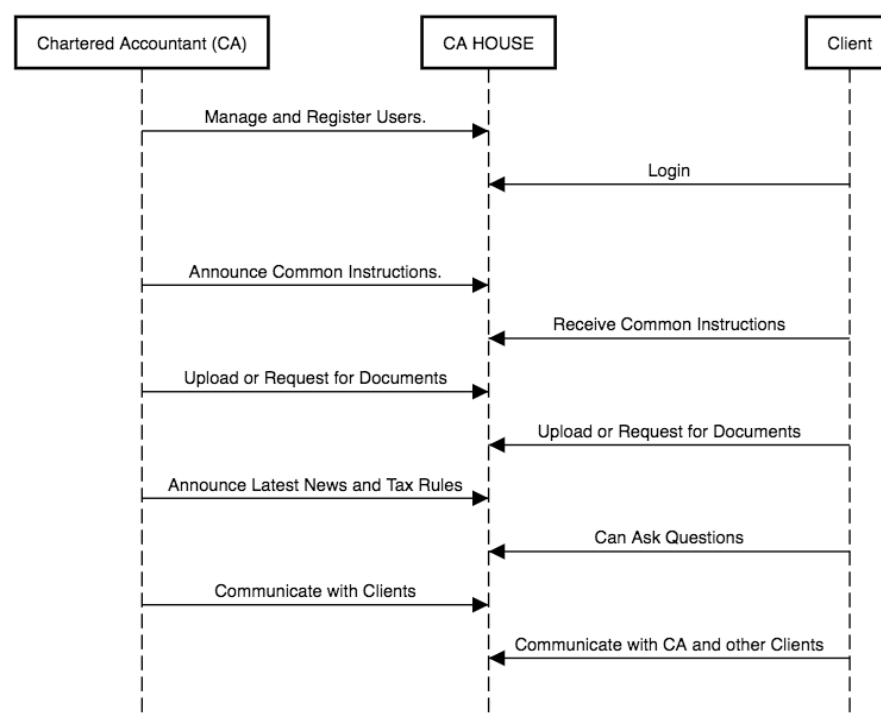 Chartered Accountant (CA)
CA HOUSE
Client
Manage and Register Users.
Login
Announce Common Instructions.
Receive Common Instructions
Upload or Request for Documents
Upload or Request for Documents
Announce Latest News and Tax Rules
Can Ask Questions
Communicate with Clients
Communicate with CA and other Clients